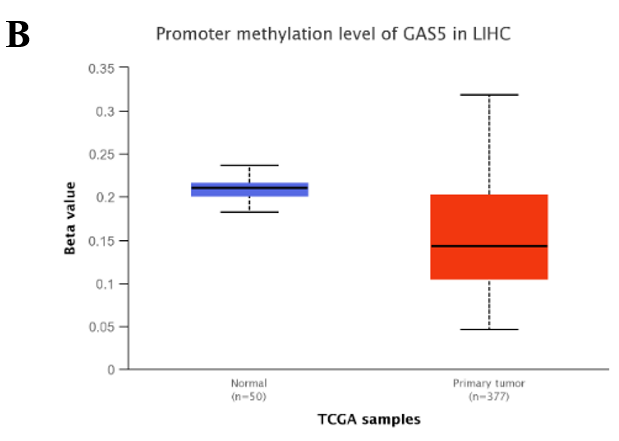 B
Promoter methylation level of GAS5 in LIHC
0.35
0.3
0.25
0.2
0.15
0.1
0.05
0
Beta value
Normal
(n=50)
Primary tumor
(n=377)
TCGA samples